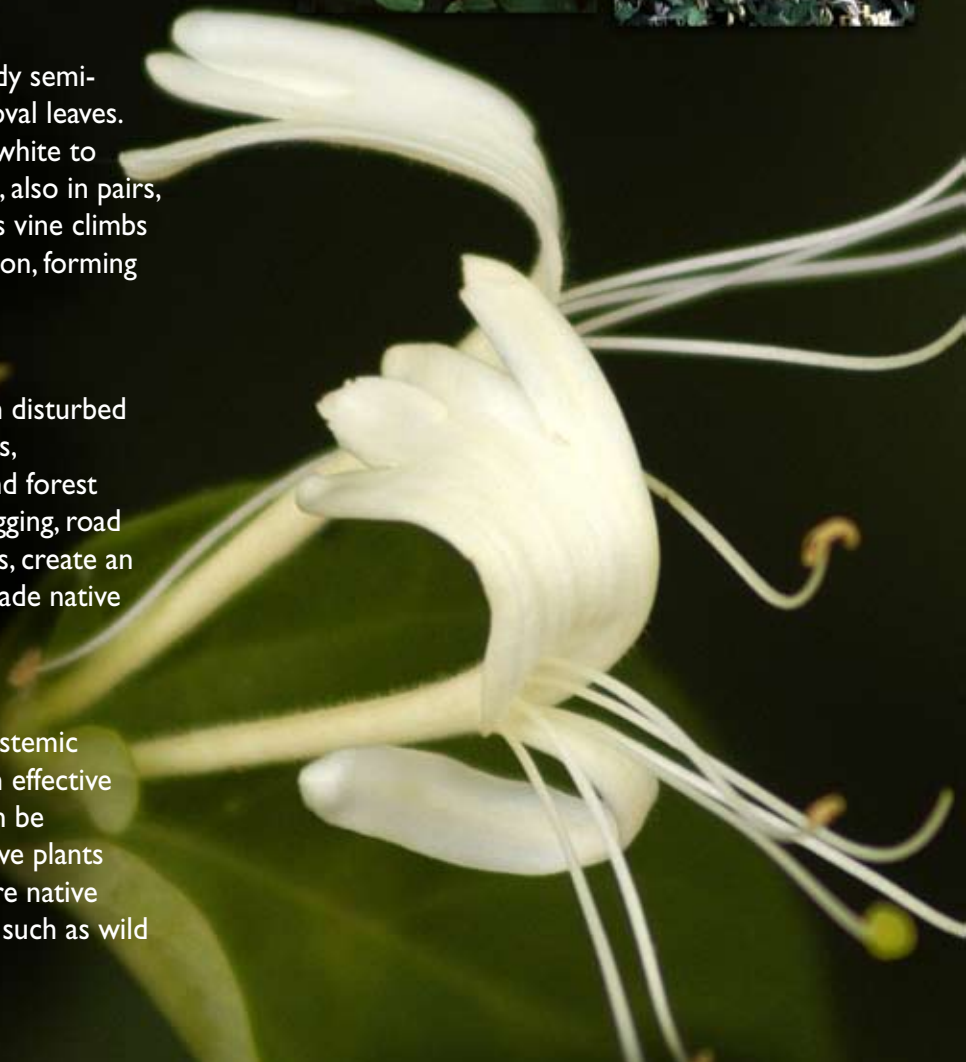 dy semi-
oval leaves.
white to
, also in pairs,
s vine climbs
on, forming
n disturbed
s,
nd forest
gging, road
s, create an
ade native
stemic
n effective
n be
ve plants
re native
such as wild